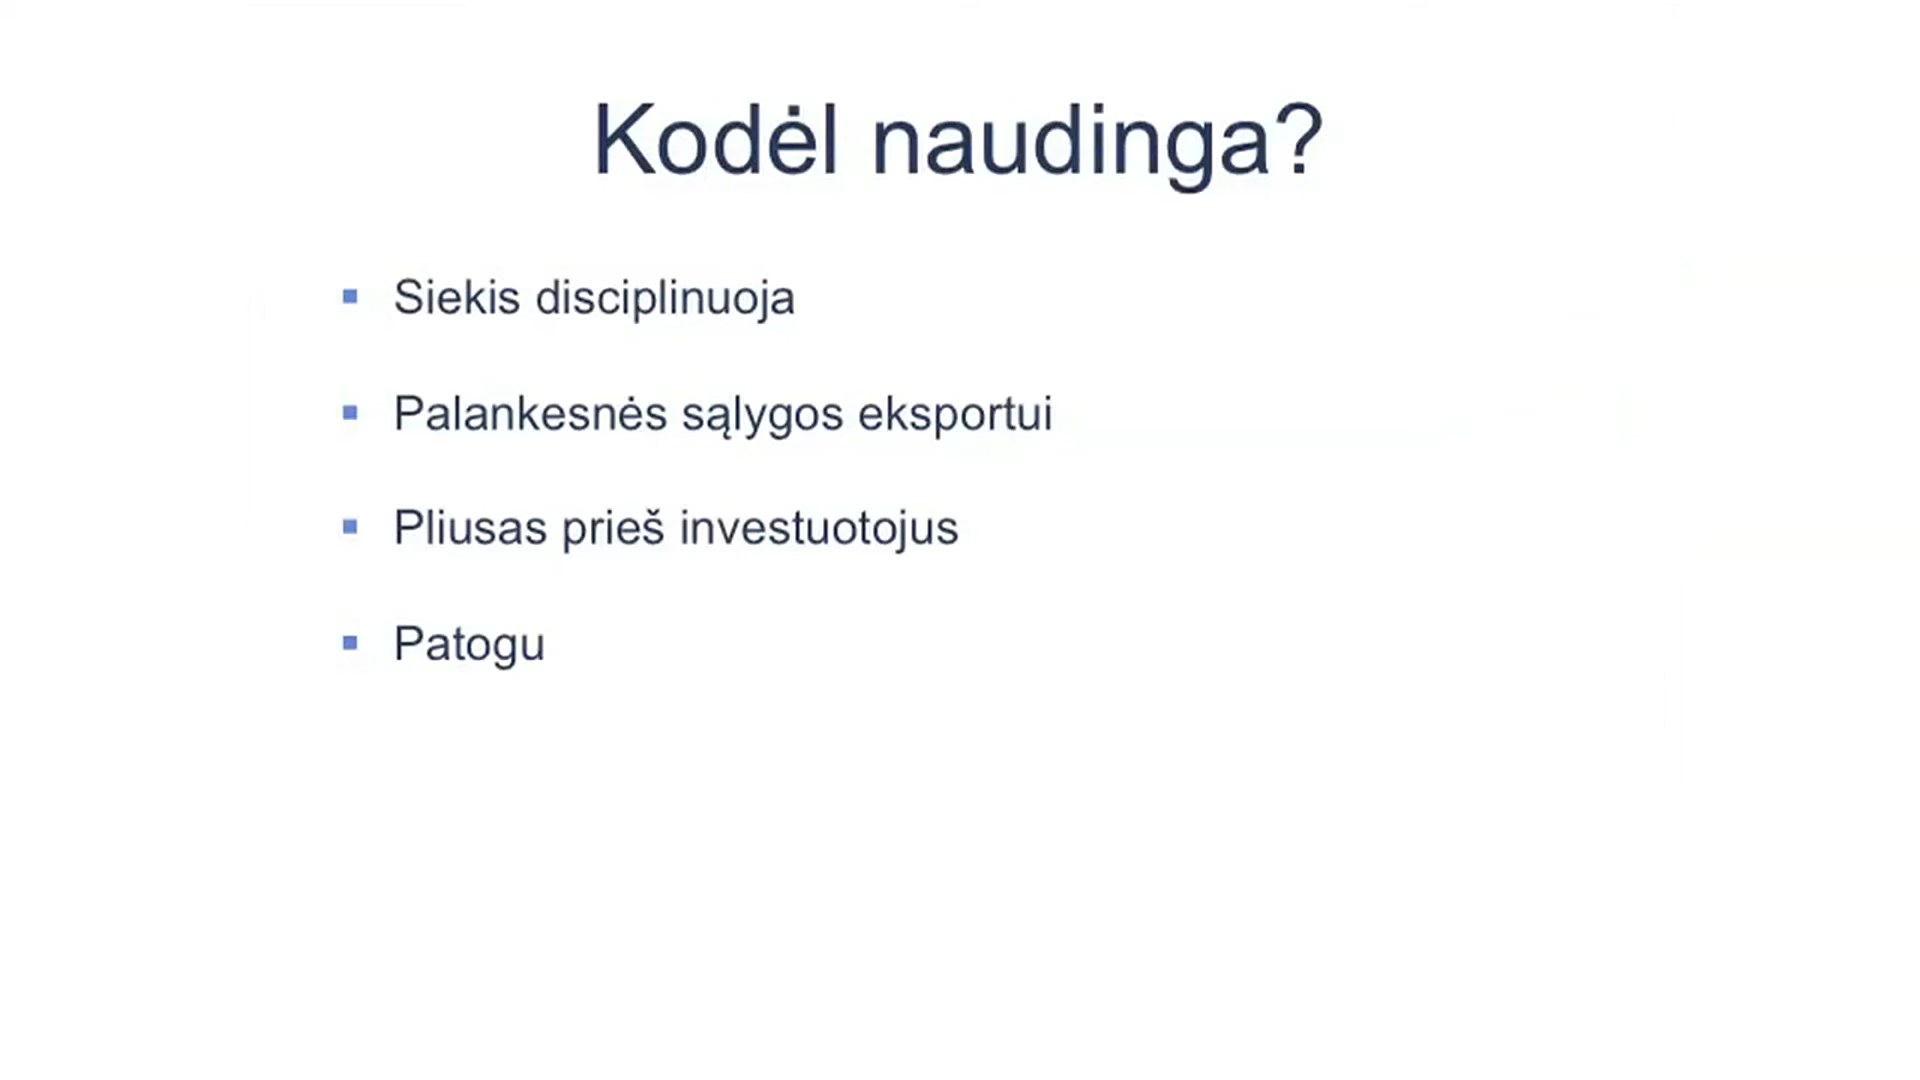 Kodėl naudinga?
Siekis disciplinuoja
Palankesnės sąlygos eksportui
Pliusas prieš investuotojus
Patogu